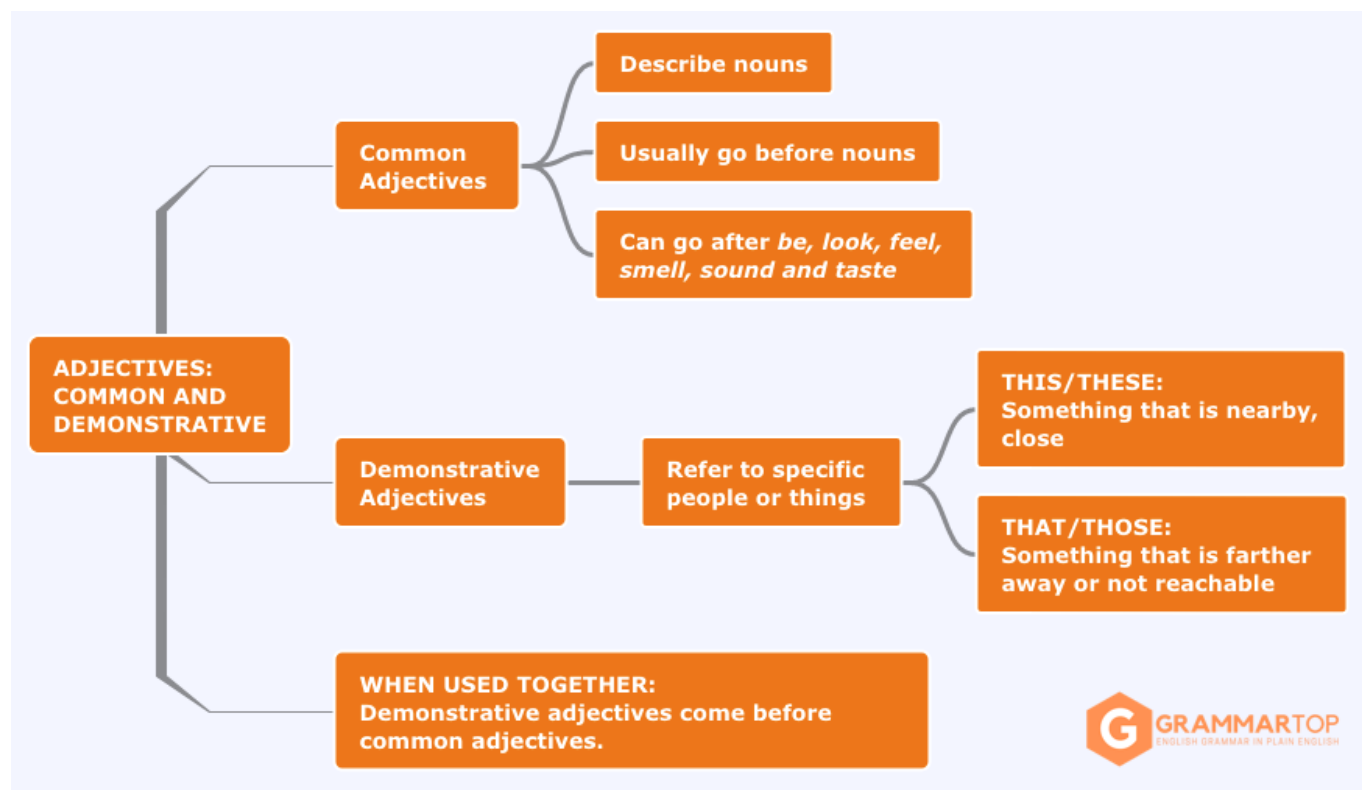 ADJECTIVES:
COMMON AND
DEMONSTRATIVE
Common
Adjectives
Describe nouns
Usually go before nouns
Can go after be, look, feel,
smell, sound and taste
Demonstrative
Adjectives
Refer to specific
people or things
THIS/THESE:
Something that is nearby,
close
THAT/THOSE:
Something that is farther
away or not reachable
WHEN USED TOGETHER:
Demonstrative adjectives come before
common adjectives.
G GRAMMARTOP
ENGLISH GRAMMAR IN PLAIN ENGLISH